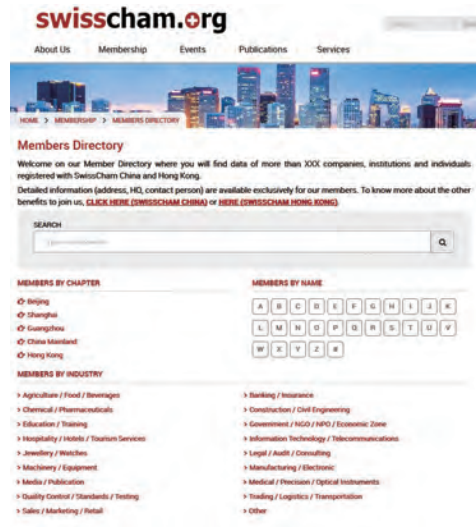 swisscham.org
About Us Membership Events Publications Services
HOME > MEMBERSHIP > MEMBERS DIRECTORY
Members Directory
Welcome on our Member Directory where you will find data of more than XXX companies, institutions and individuals
registered with SwissCham China and Hong Kong.
Detailed information (address, HQ, contact person) are available exclusively for our members. To know more about the other
benefits to join us, CLICK HERE (SWISSCHAM CHINA) or HERE (SWISSCHAM HONG KONG).
SEARCH
MEMBERS BY CHAPTER
Beijing
Shanghai
Guangzhou
China Mainland
Hong Kong
MEMBERS BY NAME
A B C D E F G H I J K
L M N O P Q R S T U V
W X Y Z #
MEMBERS BY INDUSTRY
> Agriculture / Food / Beverages
> Chemical / Pharmaceuticals
> Education / Training
> Hospitality / Hotels / Tourism Services
> Jewellery / Watches
> Machinery / Equipment
> Media / Publication
> Quality Control / Standards / Testing
> Sales / Marketing / Retail
> Banking / Insurance
> Construction / Civil Engineering
> Government / NGO / NPO / Economic Zone
> Information Technology / Telecommunications
> Legal / Audit / Consulting
> Manufacturing / Electronic
> Medical / Precision / Optical Instruments
> Trading / Logistics / Transportation
> Other